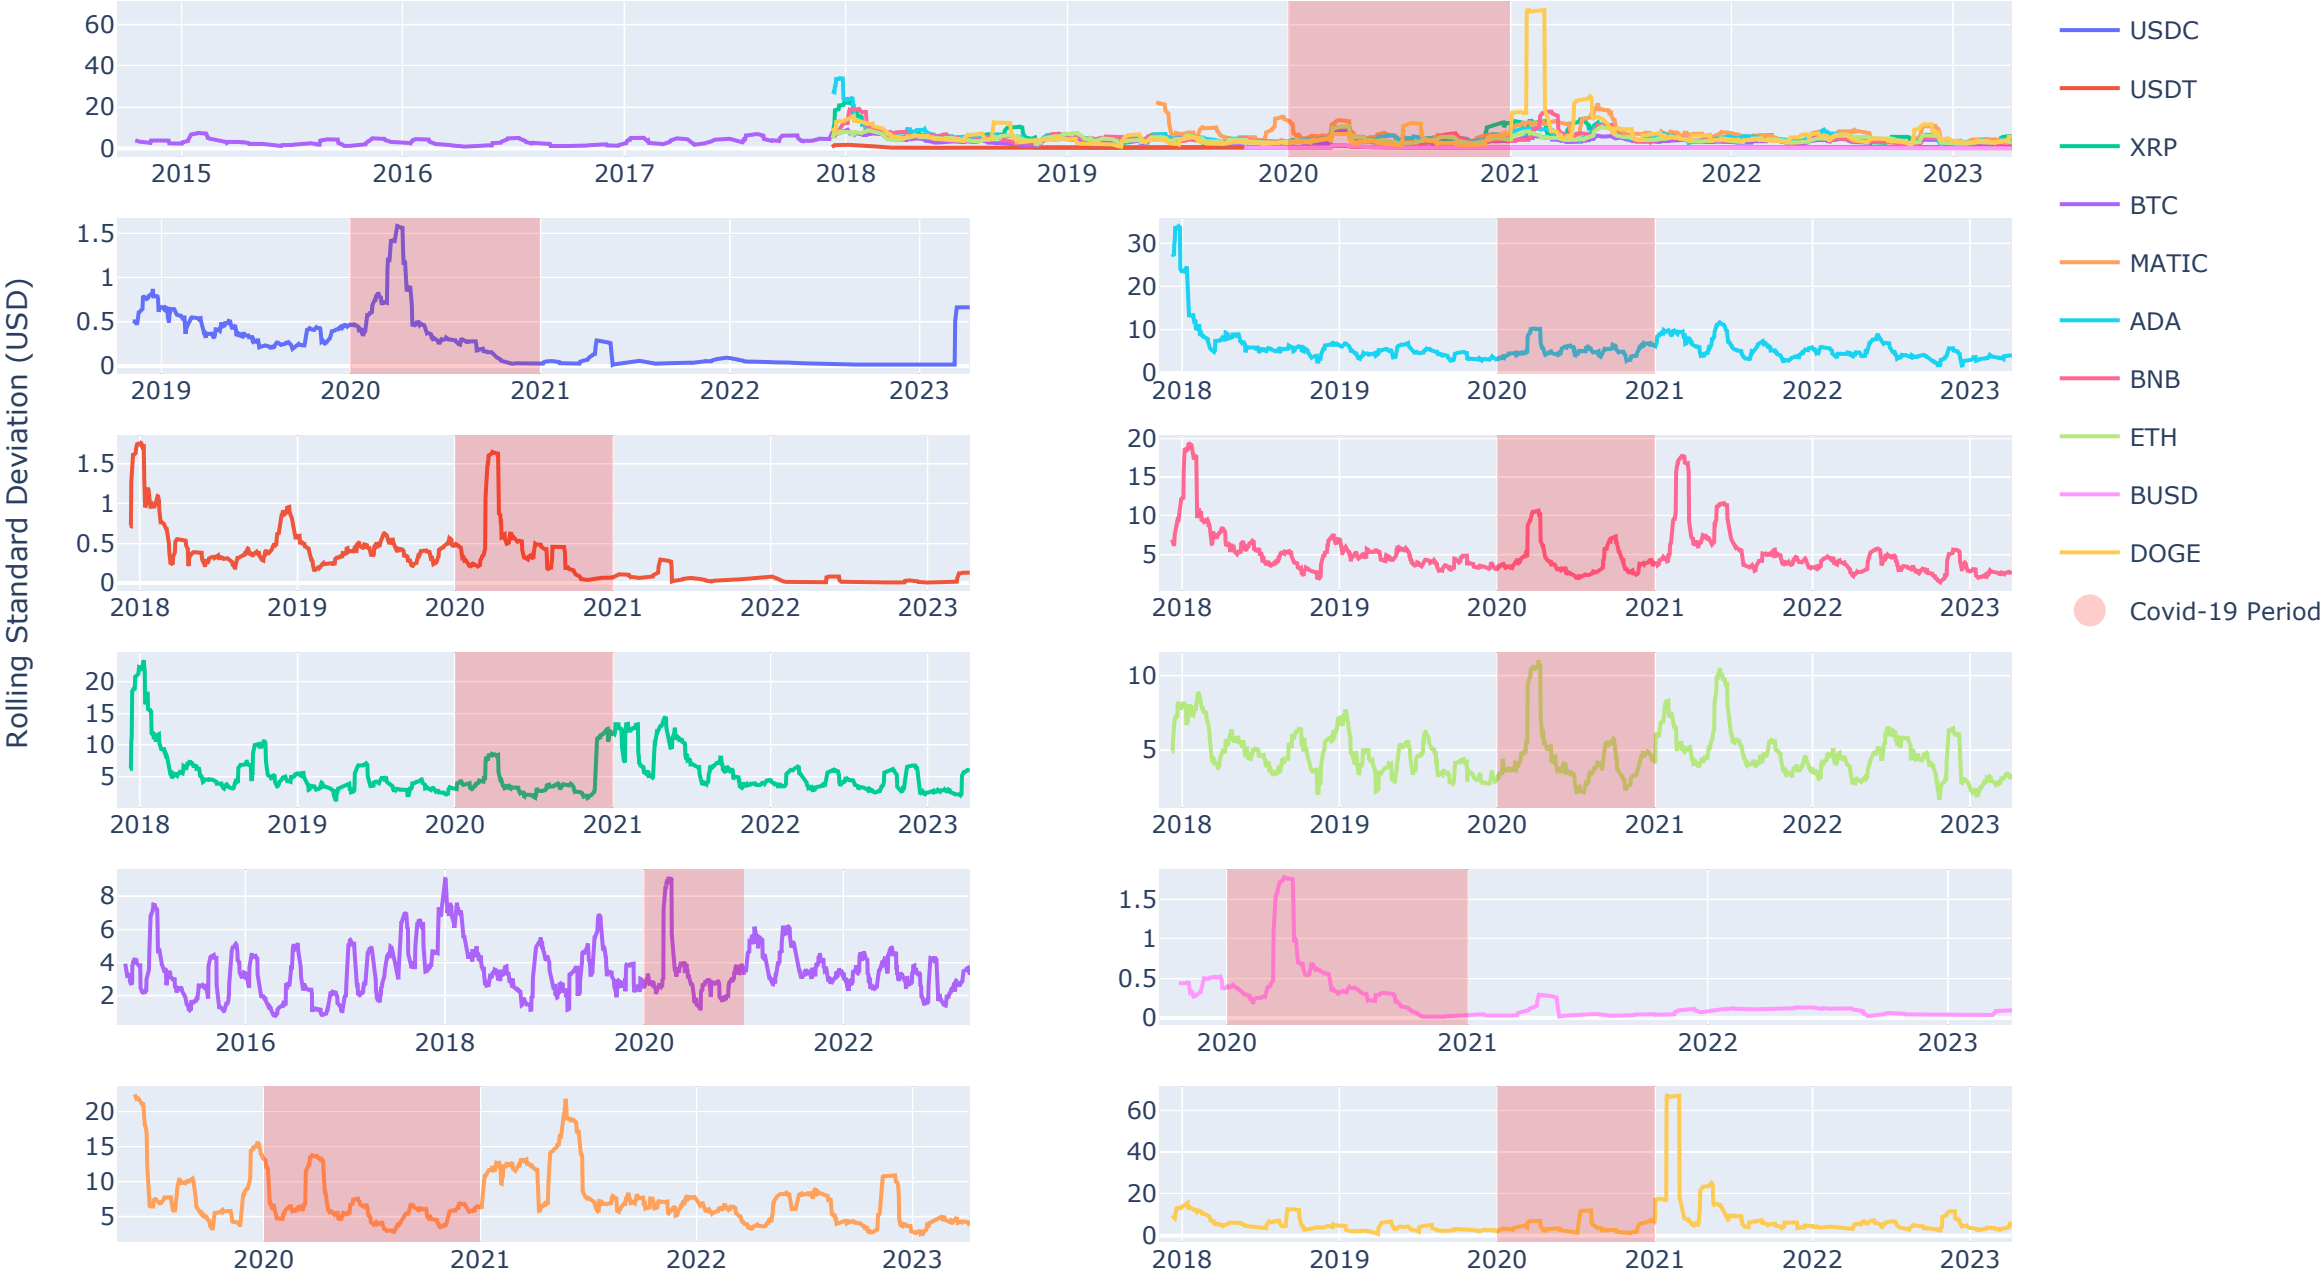 60
40
20
0
2015 2016 2017 2018 2019 2020 2021 2022 2023
USDC
USDT
XRP
BTC
MATIC
ADA
BNB
ETH
BUSD
DOGE
Covid-19 Period
Rolling Standard Deviation (USD)
1.5
1
0.5
0
2019 2020 2021 2022 2023
30
20
10
0
2018 2019 2020 2021 2022 2023
1.5
1
0.5
0
2018 2019 2020 2021 2022 2023
20
15
10
5
2018 2019 2020 2021 2022 2023
20
15
10
5
2018 2019 2020 2021 2022 2023
10
5
2018 2019 2020 2021 2022 2023
8
6
4
2
2016 2018 2020 2022
1.5
1
0.5
0
2020 2021 2022 2023
20
15
10
5
2020 2021 2022 2023
60
40
20
0
2018 2019 2020 2021 2022 2023